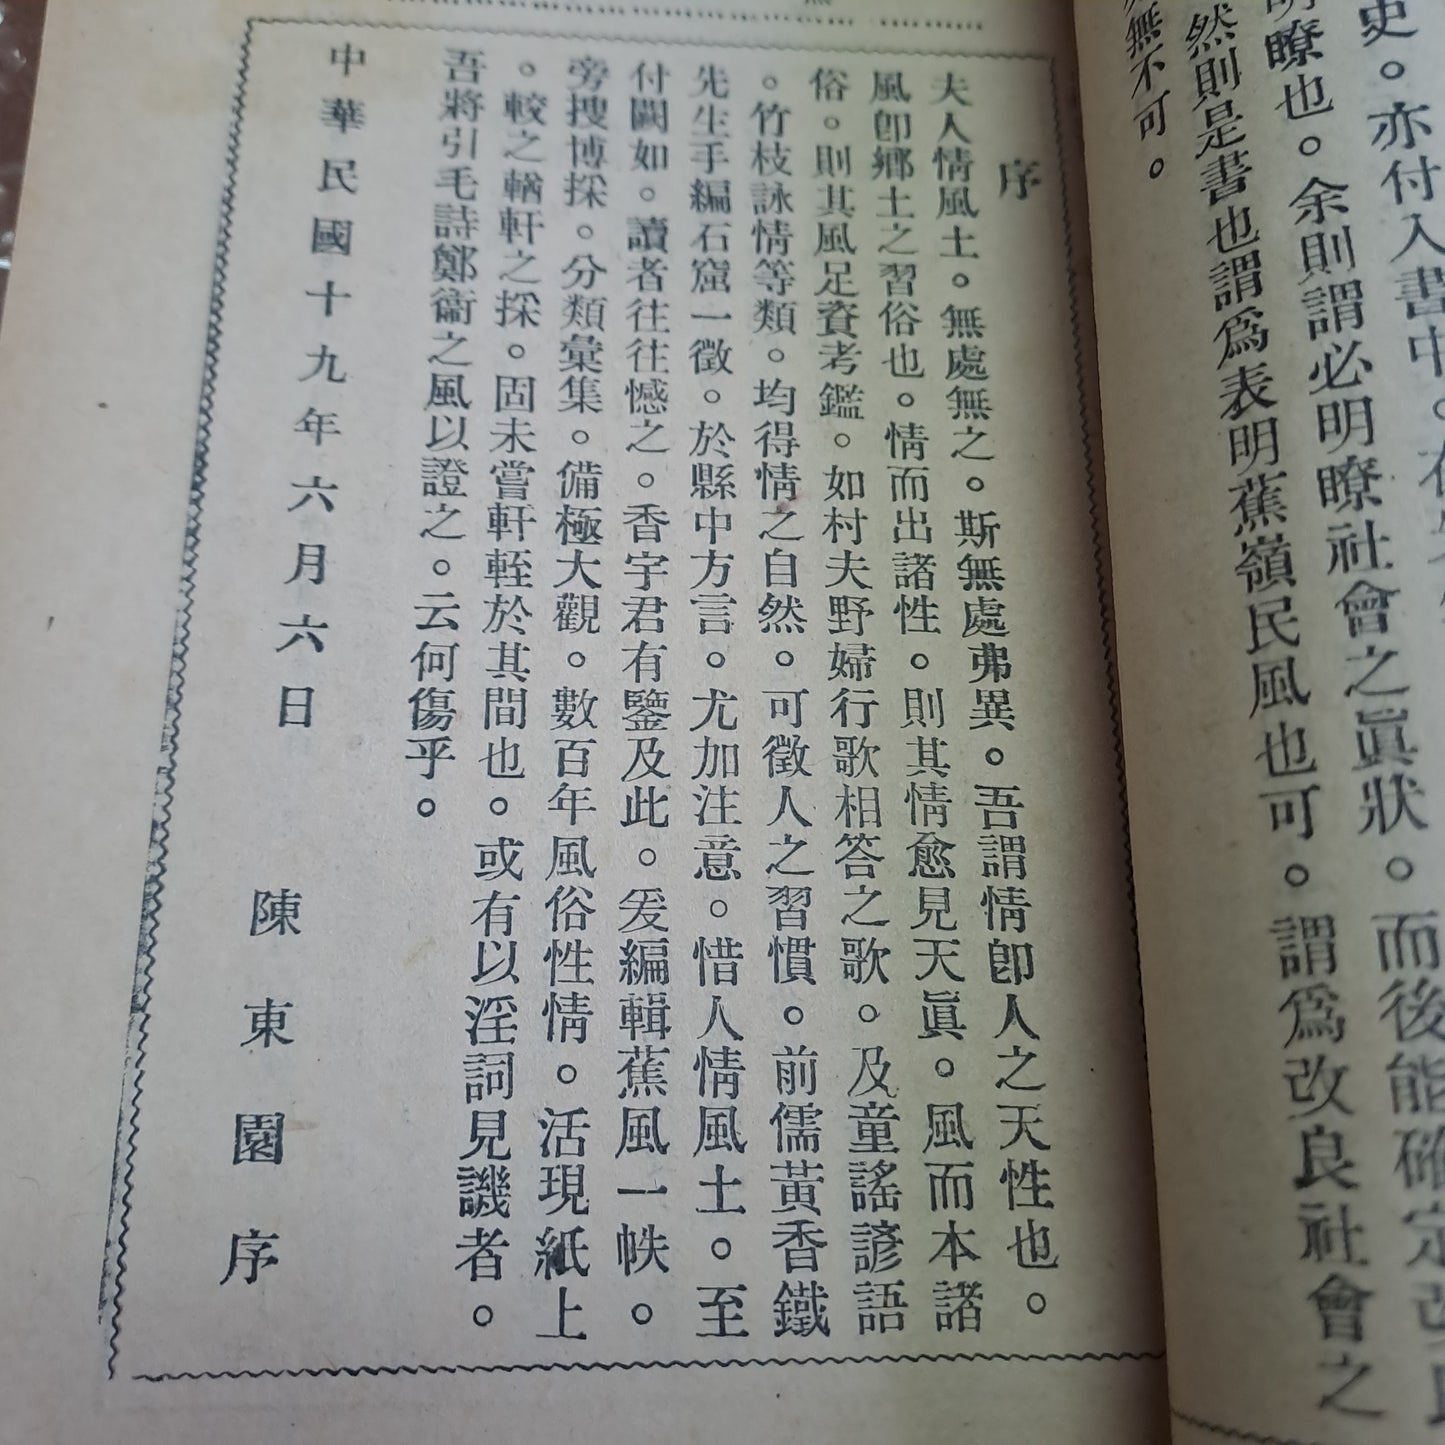 史。亦付入書中。
明瞭也。余則謂必明瞭社會之眞狀。而後能確定改
然則是書也謂爲表明蕉嶺民風也可。謂爲改良社會之
無不可。
序
夫人情風土。無處無之。斯無處弗異。吾謂情卽人之天性也。
風卽鄉土之習俗也。情而出諸性。則其情愈見天眞。風而本諸
俗。則其風足資考鑑。如村夫野婦行歌相答之歌。及童謠諺語
。竹枝詠情等類。均得情之自然。可徵人之習慣。前儒黃香鐵
先生手編石窟一徵。於縣中方言。尤加注意。惜人情風土。至
付闕如。讀者往往憾之。香宇君有鑒及此。爰編輯蕉風一帙。
旁搜博採。分類彙集。備極大觀。數百年風俗性情。活現紙上
。較之輶軒之採。固未嘗軒輊於其間也。或有以淫詞見譏者。
吾將引毛詩鄭衞之風以證之。云何傷乎。
中華民國十九年六月六日 陳東園序